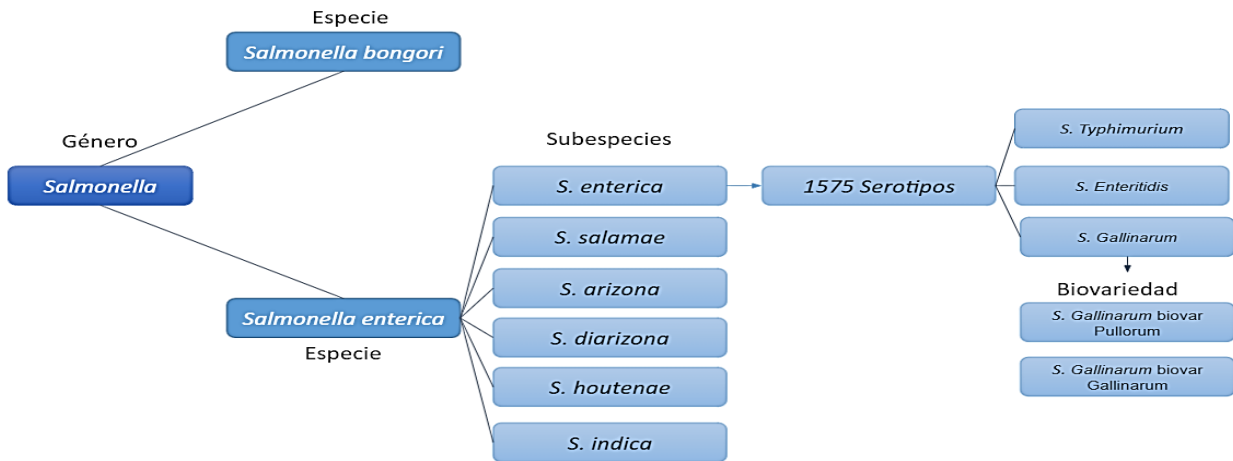 Especie
Salmonella bongori
Género
Salmonella
Salmonella enterica
Especie
Subespecies
S. enterica
S. salamae
S. arizona
S. diarizona
S. houtenae
S. indica
1575 Serotipos
S. Typhimurium
S. Enteritidis
S. Gallinarum
Biovariedad
S. Gallinarum biovar
Pullorum
S. Gallinarum biovar
Gallinarum